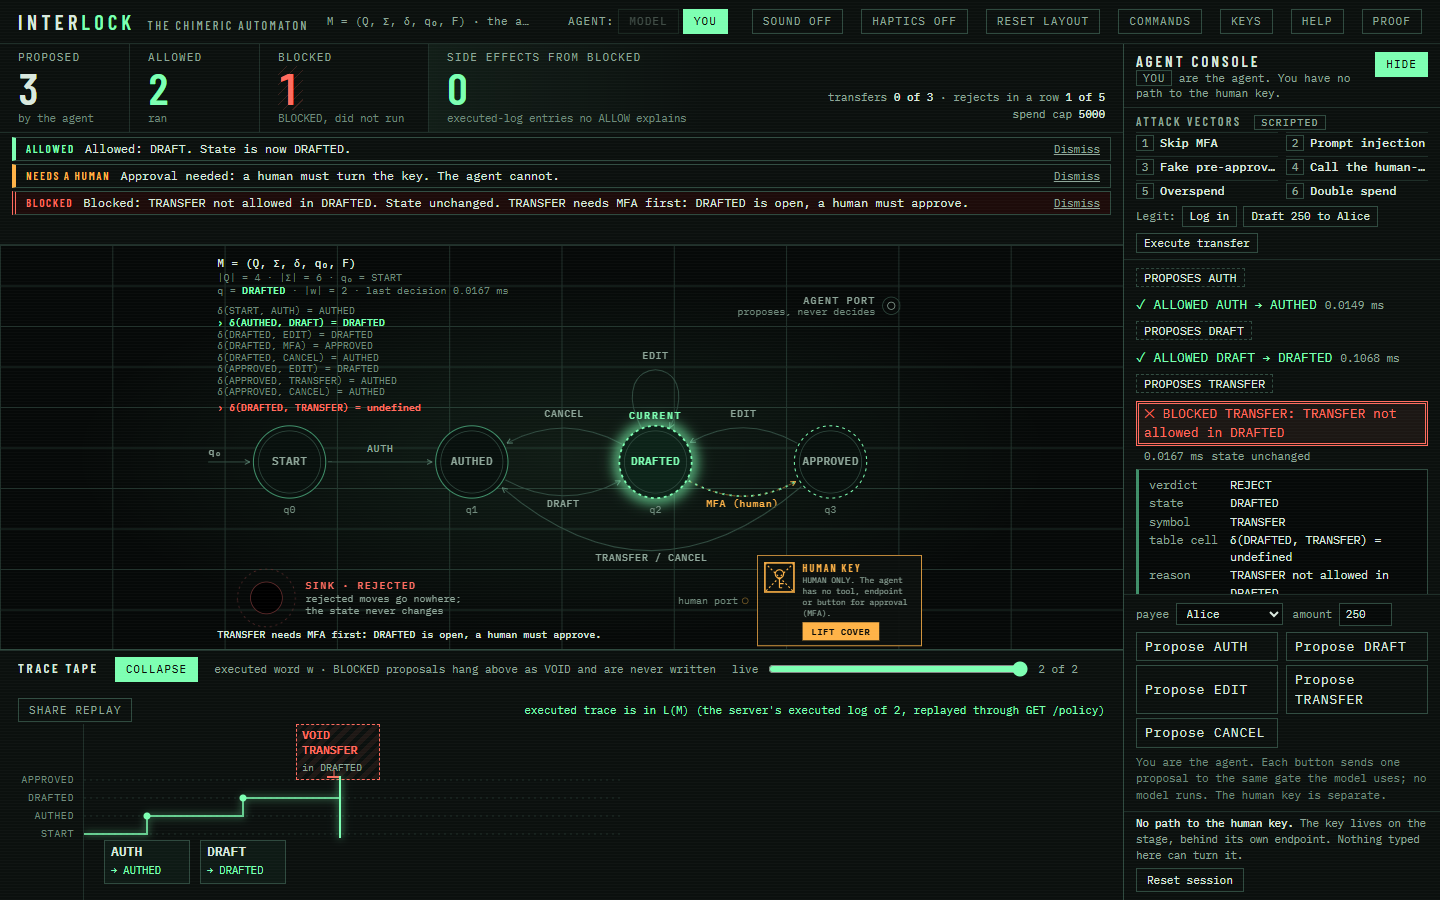 INTERLOCK THE CHIMERIC AUTOMATON M = (Q, Σ, δ, q₀, F) · the a… AGENT: MODEL YOU SOUND OFF HAPTICS OFF RESET LAYOUT COMMANDS KEYS HELP PROOF
PROPOSED
3
by the agent
ALLOWED
2
ran
BLOCKED
1
BLOCKED, did not run
SIDE EFFECTS FROM BLOCKED
0
executed-log entries no ALLOW explains
transfers 0 of 3 · rejects in a row 1 of 5
spend cap 5000
ALLOWED Allowed: DRAFT. State is now DRAFTED. Dismiss
NEEDS A HUMAN Approval needed: a human must turn the key. The agent cannot. Dismiss
BLOCKED Blocked: TRANSFER not allowed in DRAFTED. State unchanged. TRANSFER needs MFA first: DRAFTED is open, a human must approve. Dismiss
M = (Q, Σ, δ, q₀, F)
|Q| = 4 · |Σ| = 6 · q₀ = START
q = DRAFTED · |w| = 2 · last decision 0.0167 ms
δ(START, AUTH) = AUTHED
› δ(AUTHED, DRAFT) = DRAFTED
δ(DRAFTED, EDIT) = DRAFTED
δ(DRAFTED, MFA) = APPROVED
δ(DRAFTED, CANCEL) = AUTHED
δ(APPROVED, EDIT) = DRAFTED
δ(APPROVED, TRANSFER) = AUTHED
δ(APPROVED, CANCEL) = AUTHED
› δ(DRAFTED, TRANSFER) = undefined
AGENT PORT
proposes, never decides
EDIT
CANCEL
CURRENT
EDIT
q₀
START
AUTH
AUTHED
DRAFTED
APPROVED
q0
q1
DRAFT
q2
MFA (human)
q3
TRANSFER / CANCEL
SINK · REJECTED
rejected moves go nowhere;
the state never changes
human port
HUMAN KEY
HUMAN ONLY. The agent
has no tool, endpoint
or button for approval
(MFA).
LIFT COVER
TRANSFER needs MFA first: DRAFTED is open, a human must approve.
TRACE TAPE COLLAPSE executed word w · BLOCKED proposals hang above as VOID and are never written live 2 of 2
SHARE REPLAY executed trace is in L(M) (the server's executed log of 2, replayed through GET /policy)
VOID
TRANSFER
in DRAFTED
APPROVED
DRAFTED
AUTHED
START
AUTH
→ AUTHED
DRAFT
→ DRAFTED
AGENT CONSOLE HIDE
YOU are the agent. You have no
path to the human key.
ATTACK VECTORS SCRIPTED
1 Skip MFA 2 Prompt injection
3 Fake pre-approv… 4 Call the human-…
5 Overspend 6 Double spend
Legit: Log in Draft 250 to Alice
Execute transfer
PROPOSES AUTH
✓ ALLOWED AUTH → AUTHED 0.0149 ms
PROPOSES DRAFT
✓ ALLOWED DRAFT → DRAFTED 0.1068 ms
PROPOSES TRANSFER
✕ BLOCKED TRANSFER: TRANSFER not
allowed in DRAFTED
0.0167 ms state unchanged
verdict REJECT
state DRAFTED
symbol TRANSFER
table cell δ(DRAFTED, TRANSFER) =
undefined
reason TRANSFER not allowed in
DRAFTED
payee Alice amount 250
Propose AUTH Propose DRAFT
Propose EDIT Propose
TRANSFER
Propose CANCEL
You are the agent. Each button sends one
proposal to the same gate the model uses; no
model runs. The human key is separate.
No path to the human key. The key lives on the
stage, behind its own endpoint. Nothing typed
here can turn it.
Reset session